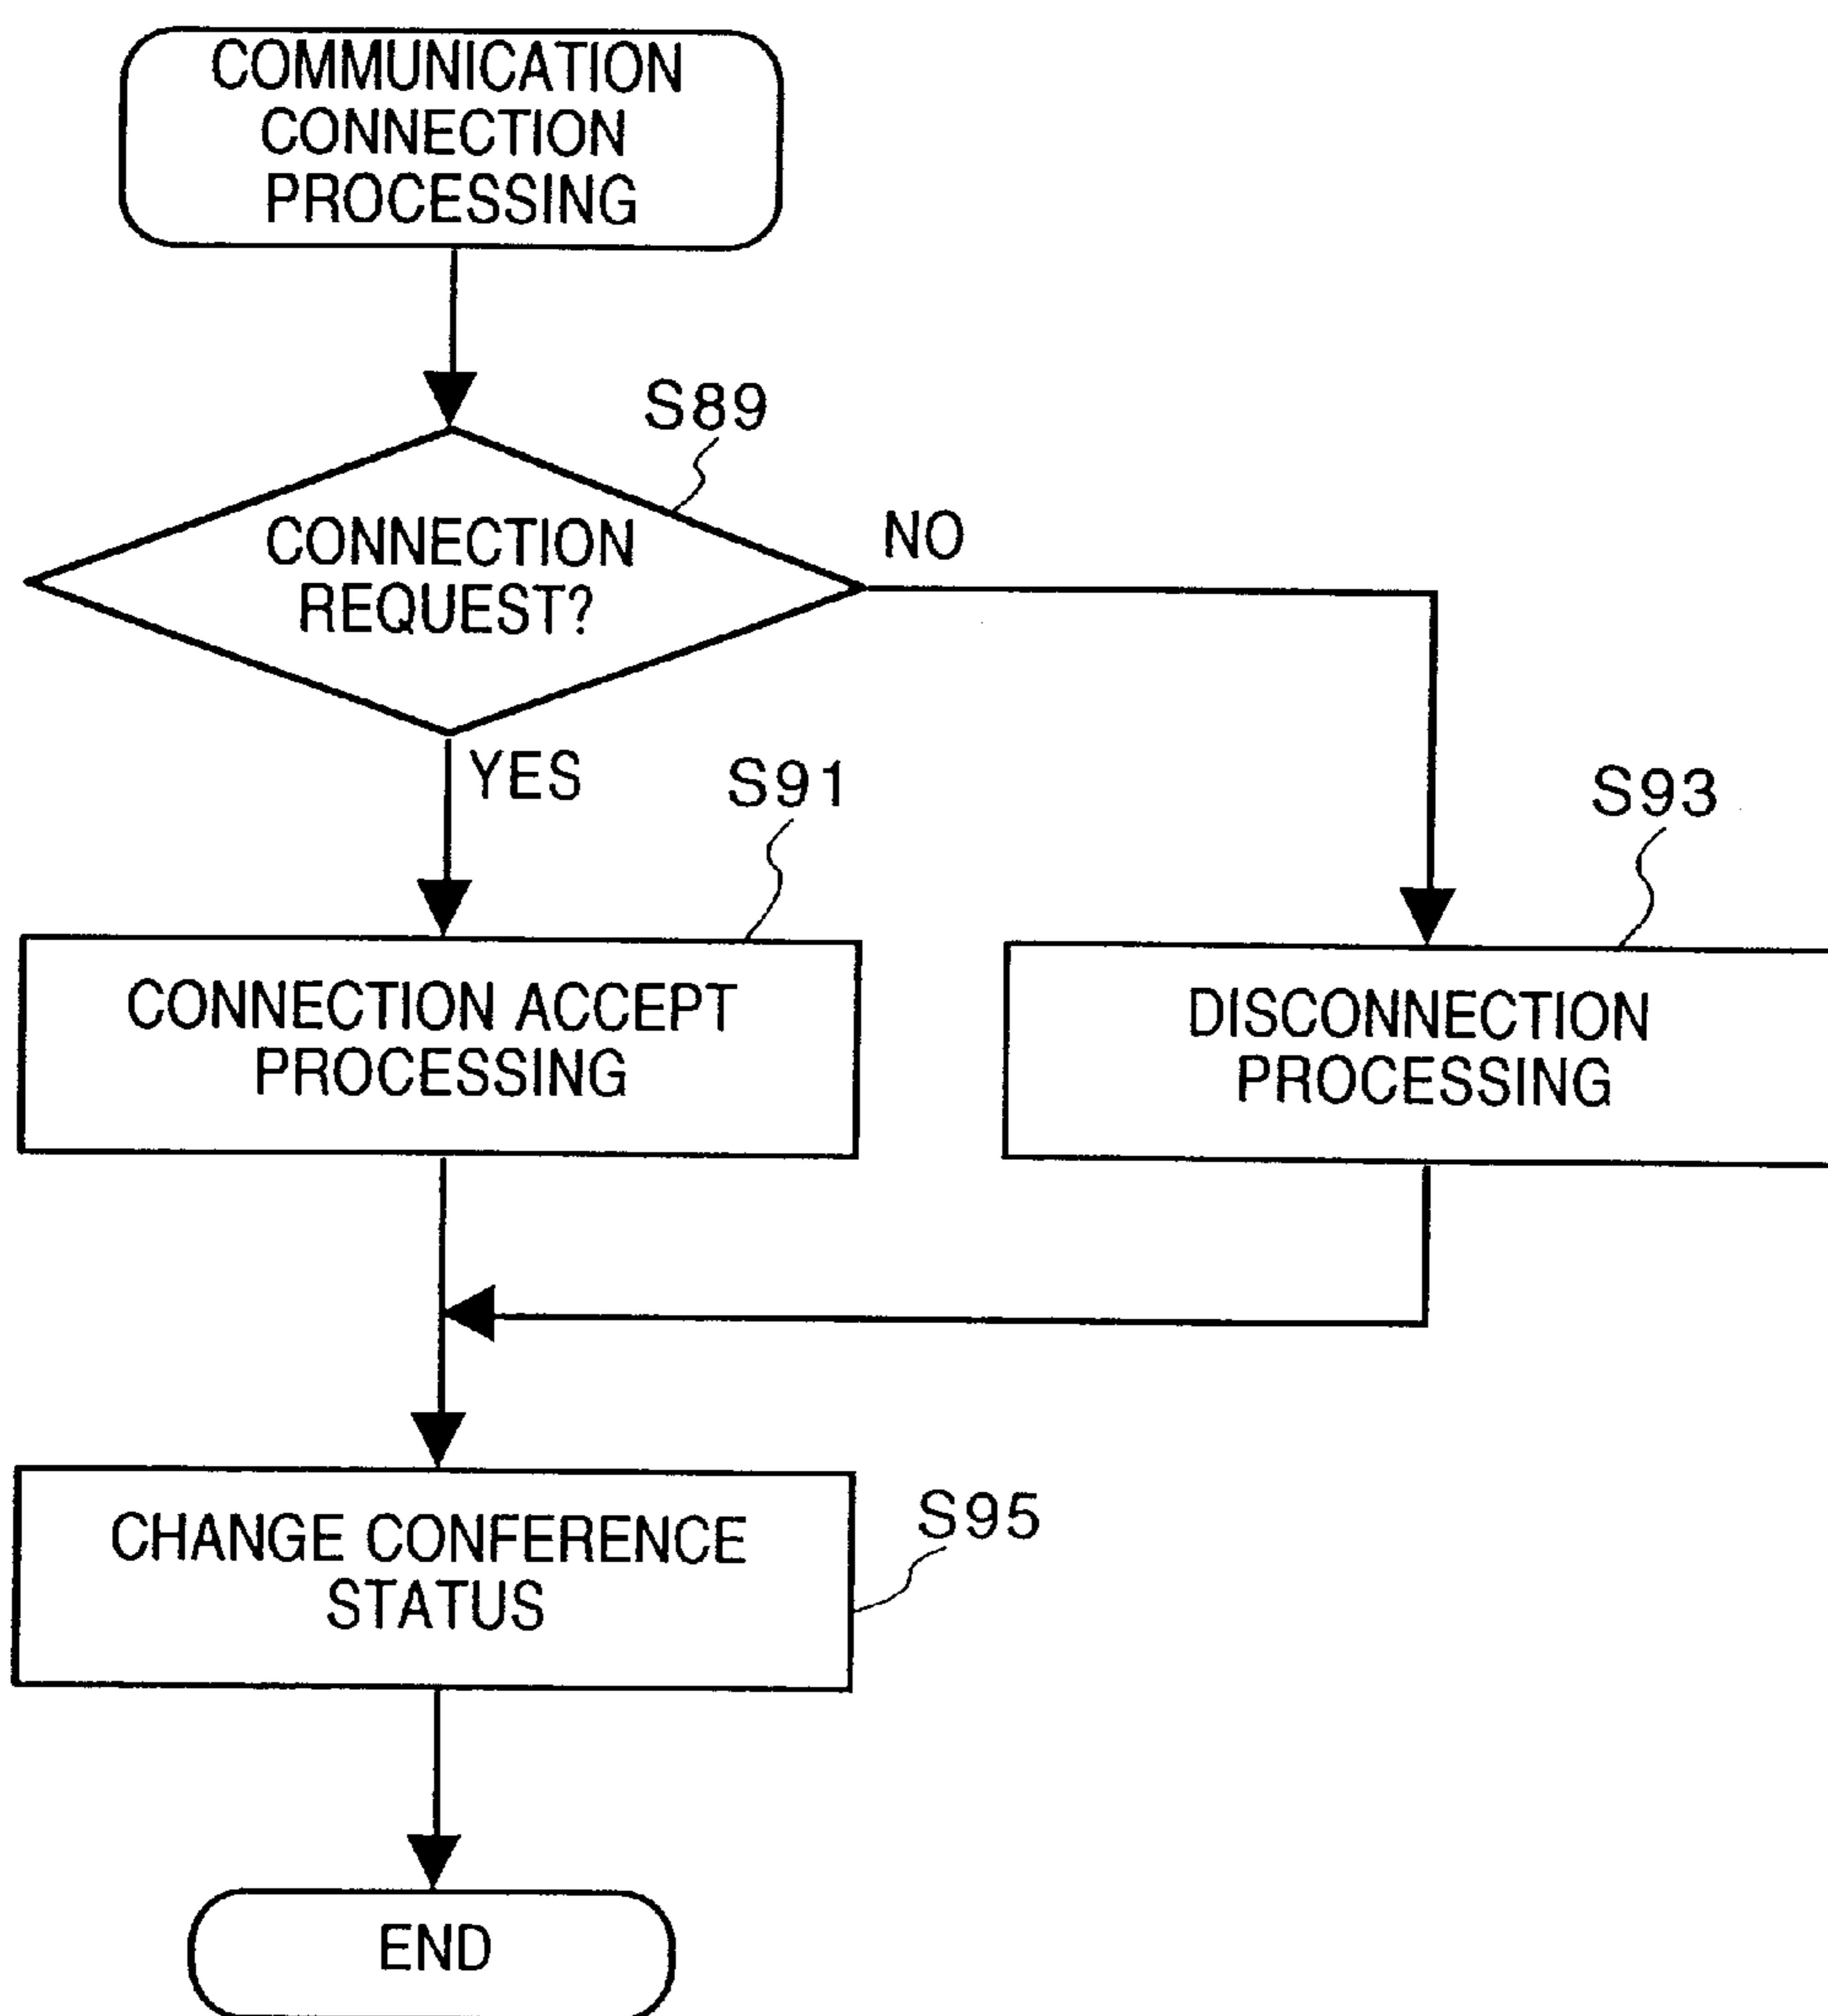 COMMUNICATION
CONNECTION
PROCESSING
S89
CONNECTION
REQUEST?
NO
YES
S91
S93
CONNECTION ACCEPT
PROCESSING
DISCONNECTION
PROCESSING
CHANGE CONFERENCE
STATUS
S95
END